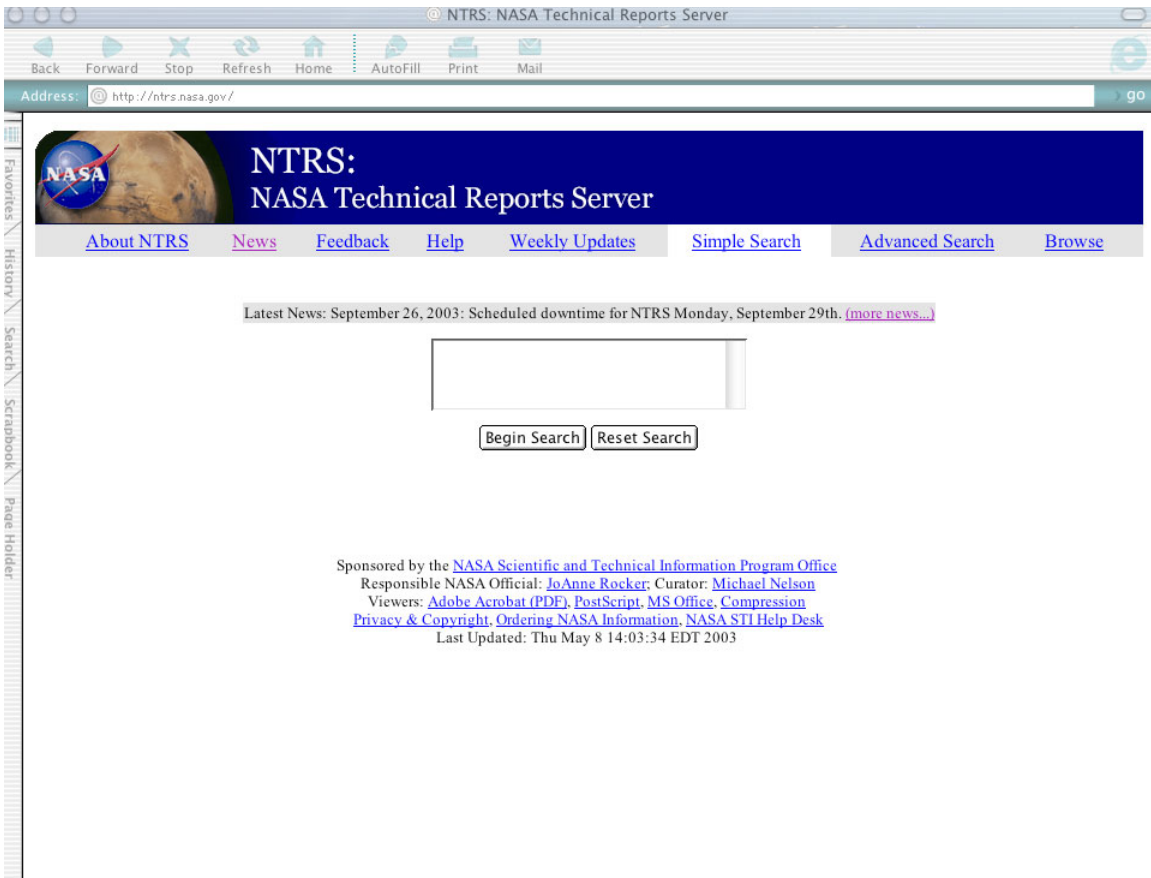 NTRS: NASA Technical Reports Server
Back Forward Stop Refresh Home AutoFill Print Mail
Address: http://ntrs.nasa.gov/ go
Favorites
History
Search
Scrapbook
Page Holder
NASA
NTRS:
NASA Technical Reports Server
About NTRS News Feedback Help Weekly Updates Simple Search Advanced Search Browse
Latest News: September 26, 2003: Scheduled downtime for NTRS Monday, September 29th. (more news...)
Begin Search Reset Search
Sponsored by the NASA Scientific and Technical Information Program Office
Responsible NASA Official: JoAnne Rocker; Curator: Michael Nelson
Viewers: Adobe Acrobat (PDF), PostScript, MS Office, Compression
Privacy & Copyright, Ordering NASA Information, NASA STI Help Desk
Last Updated: Thu May 8 14:03:34 EDT 2003